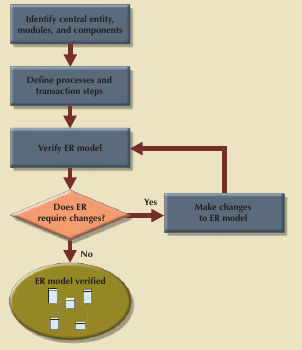 Identify central entity,
modules, and components
Define processes and
transaction steps
Verify ER model
Does ER
require changes?
Yes
Make changes
to ER model
No
ER model verified